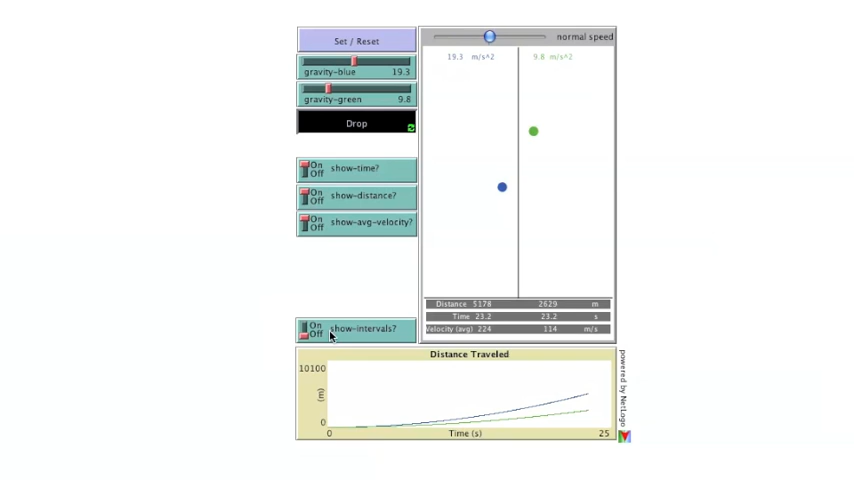 Set / Reset
gravity-blue 19.3
gravity-green 9.8
Drop
On
Off
show-time?
On
Off
show-distance?
On
Off
show-avg-velocity?
On
Off
show-intervals?
normal speed
19.3 m/s^2
9.8 m/s^2
Distance 5178 2629 m
Time 23.2 23.2 s
Velocity (avg) 224 114 m/s
Distance Traveled
10100
(m)
0
0
Time (s)
25
powered by NetLogo